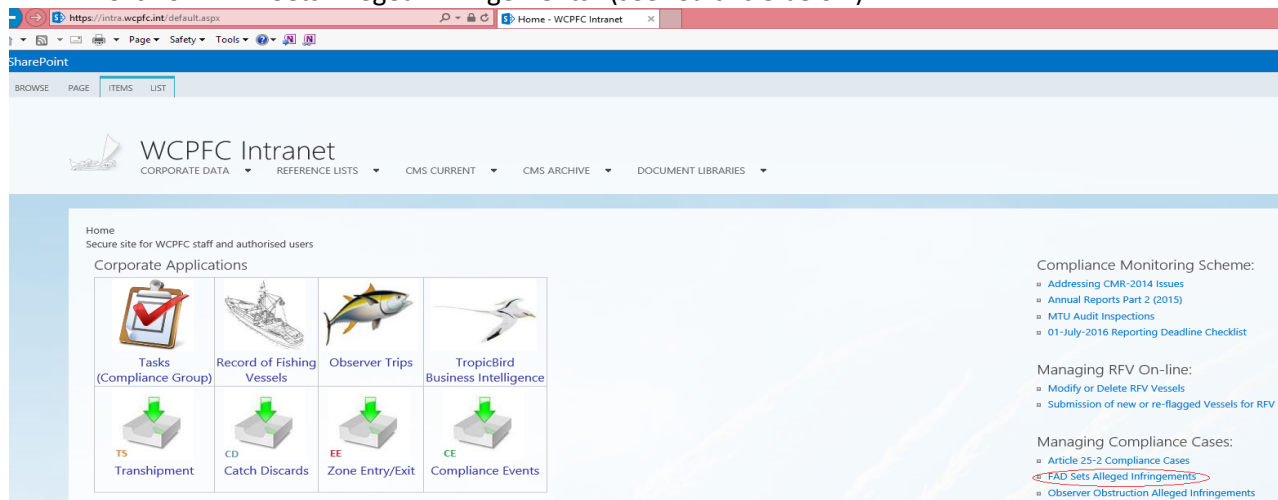 https://intra.wcpfc.int/default.aspx
Home - WCPFC Intranet
Page Safety Tools
SharePoint
BROWSE PAGE ITEMS LIST
WCPFC Intranet
CORPORATE DATA REFERENCE LISTS CMS CURRENT CMS ARCHIVE DOCUMENT LIBRARIES
Home
Secure site for WCPFC staff and authorised users
Corporate Applications
Tasks
(Compliance Group)
Record of Fishing
Vessels
Observer Trips
TropicBird
Business Intelligence
TS
Transhipment
CD
Catch Discards
EE
Zone Entry/Exit
CE
Compliance Events
Compliance Monitoring Scheme:
Addressing CMR-2014 Issues
Annual Reports Part 2 (2015)
MTU Audit Inspections
01-July-2016 Reporting Deadline Checklist
Managing RFV On-line:
Modify or Delete RFV Vessels
Submission of new or re-flagged Vessels for RFV
Managing Compliance Cases:
Article 25-2 Compliance Cases
FAD Sets Alleged Infringements
Observer Obstruction Alleged Infringements